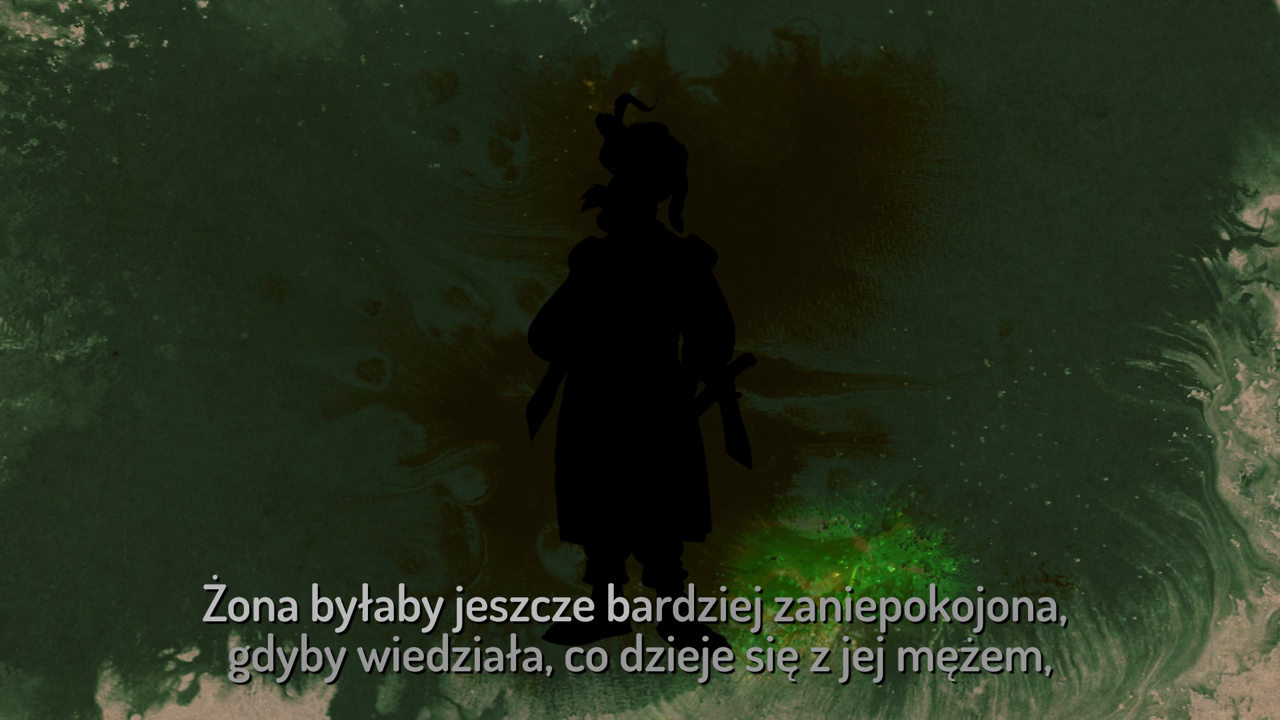 Żona byłaby jeszcze bardziej zaniepokojona,
gdyby wiedziała, co dzieje się z jej mężem,